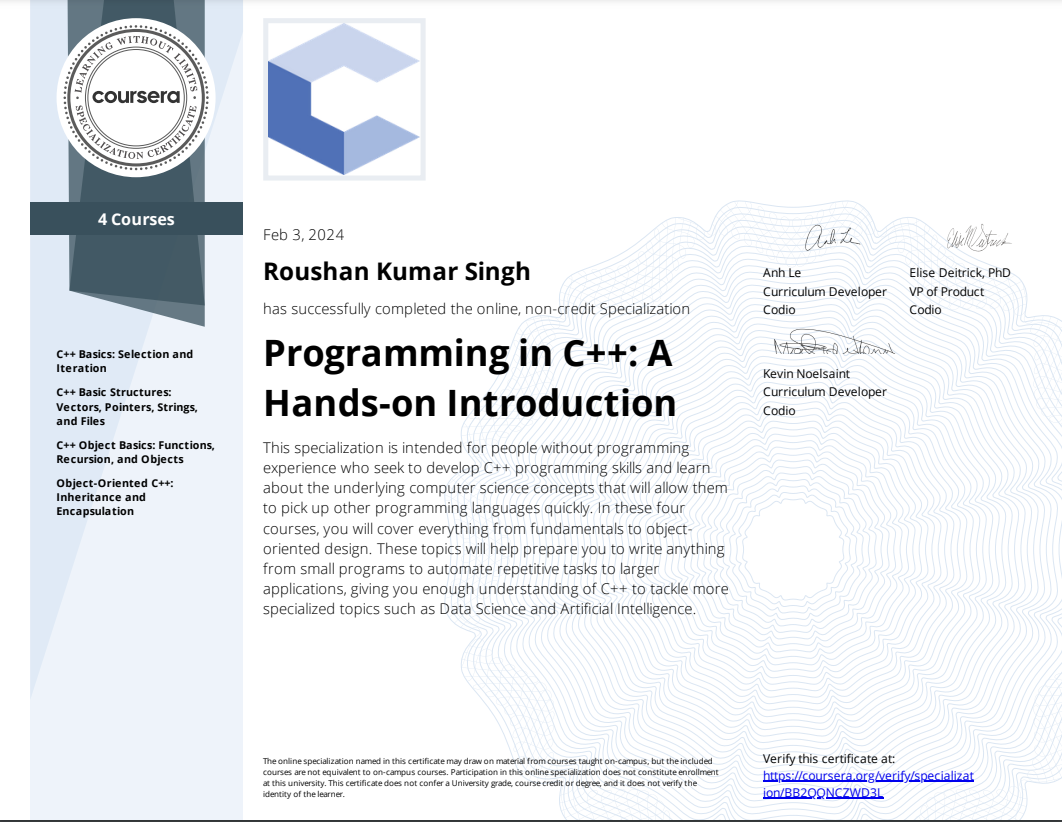 LEARNING WITHOUT LIMITS
coursera
SPECIALIZATION CERTIFICATE
4 Courses
C++ Basics: Selection and
Iteration
C++ Basic Structures:
Vectors, Pointers, Strings,
and Files
C++ Object Basics: Functions,
Recursion, and Objects
Object-Oriented C++:
Inheritance and
Encapsulation
Feb 3, 2024
Roushan Kumar Singh
has successfully completed the online, non-credit Specialization
Programming in C++: A
Hands-on Introduction
This specialization is intended for people without programming
experience who seek to develop C++ programming skills and learn
about the underlying computer science concepts that will allow them
to pick up other programming languages quickly. In these four
courses, you will cover everything from fundamentals to object-
oriented design. These topics will help prepare you to write anything
from small programs to automate repetitive tasks to larger
applications, giving you enough understanding of C++ to tackle more
specialized topics such as Data Science and Artificial Intelligence.
Anh Le
Anh Le
Curriculum Developer
Codio
Elise Deitrick, PhD
VP of Product
Codio
Kevin Noelsaint
Curriculum Developer
Codio
The online specialization named in this certificate may draw on material from courses taught on-campus, but the included
courses are not equivalent to on-campus courses. Participation in this online specialization does not constitute enrollment
at this university. This certificate does not confer a University grade, course credit or degree, and it does not verify the
identity of the learner.
Verify this certificate at:
https://coursera.org/verify/specializat
ion/BB2QQNCZWD3L